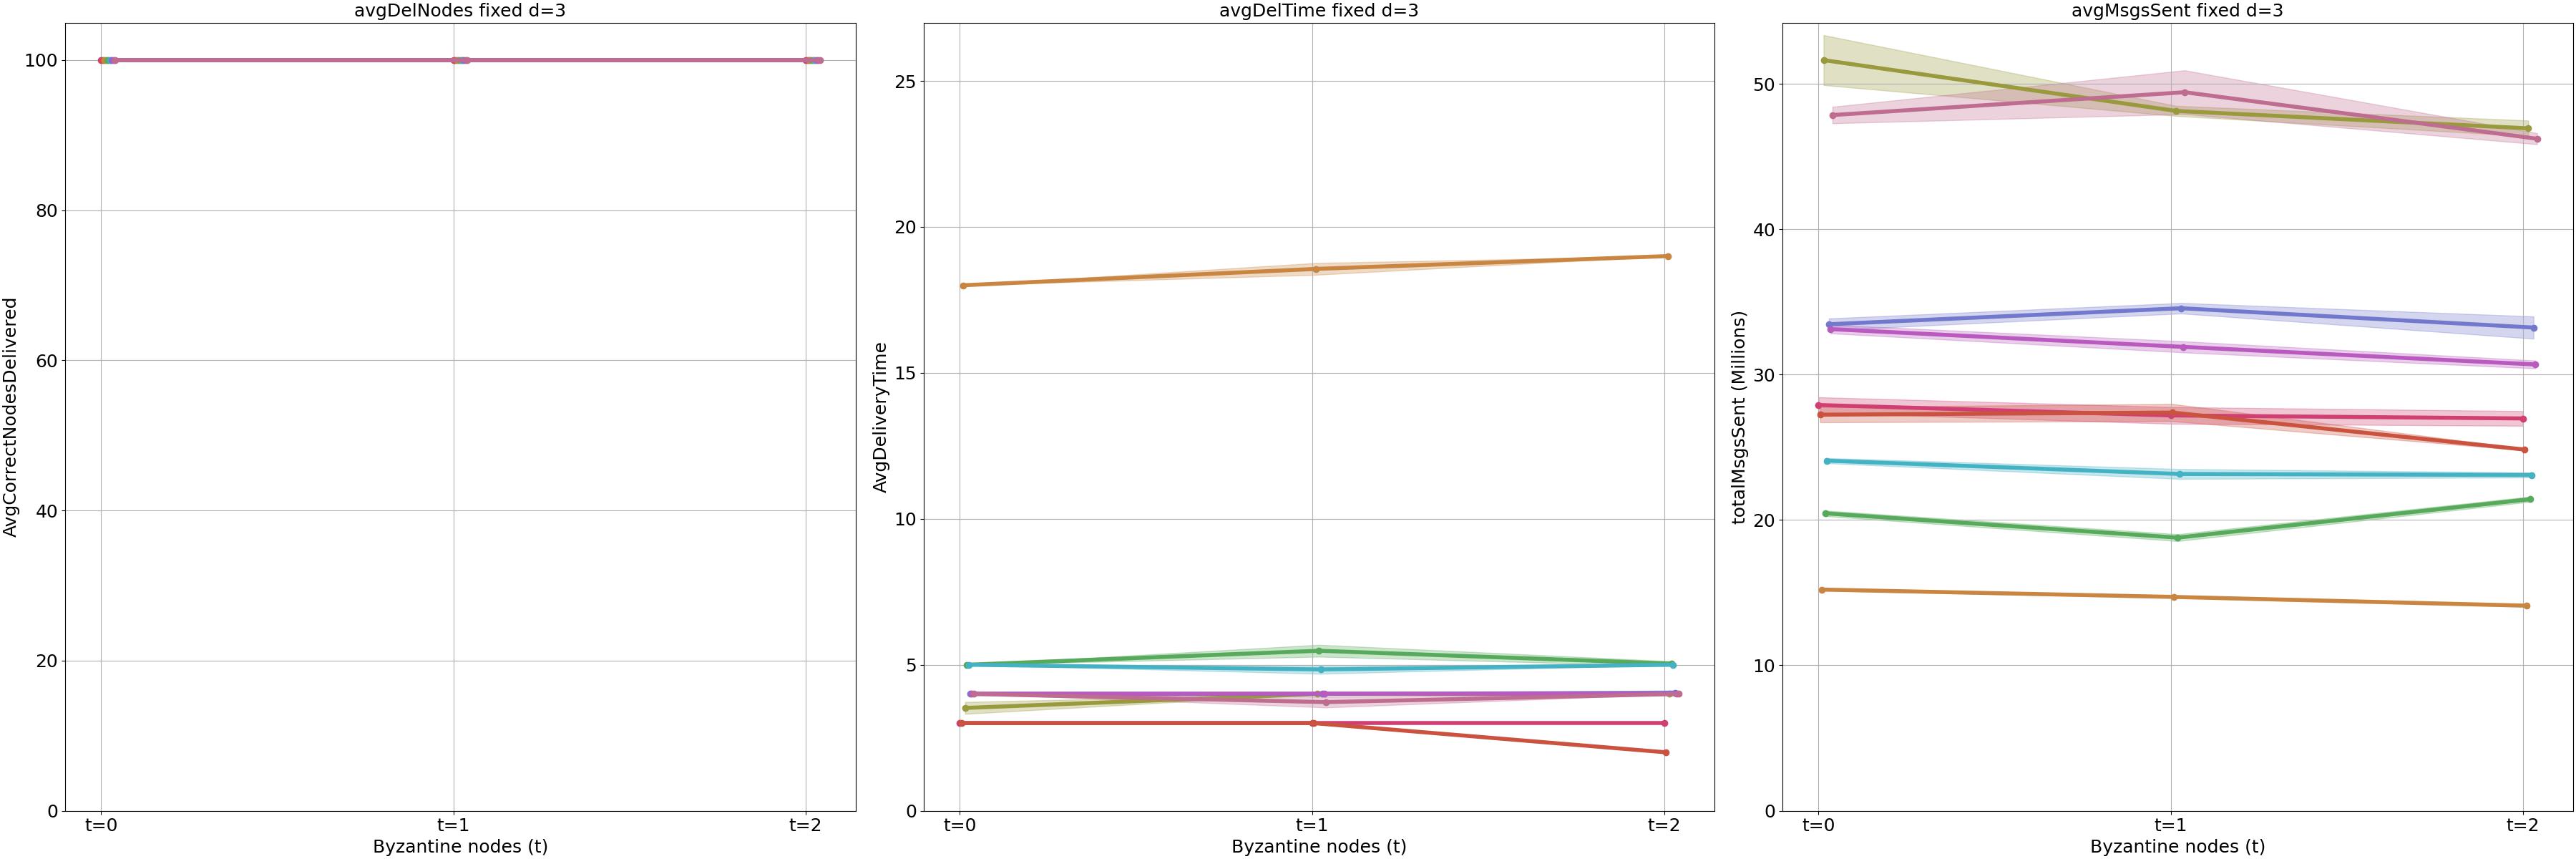 avgDelNodes fixed d=3
AvgCorrectNodesDelivered
100
80
60
40
20
0
t=0 t=1 t=2
Byzantine nodes (t)
avgDelTime fixed d=3
AvgDeliveryTime
25
20
15
10
5
0
t=0 t=1 t=2
Byzantine nodes (t)
avgMsgsSent fixed d=3
totalMsgsSent (Millions)
50
40
30
20
10
0
t=0 t=1 t=2
Byzantine nodes (t)